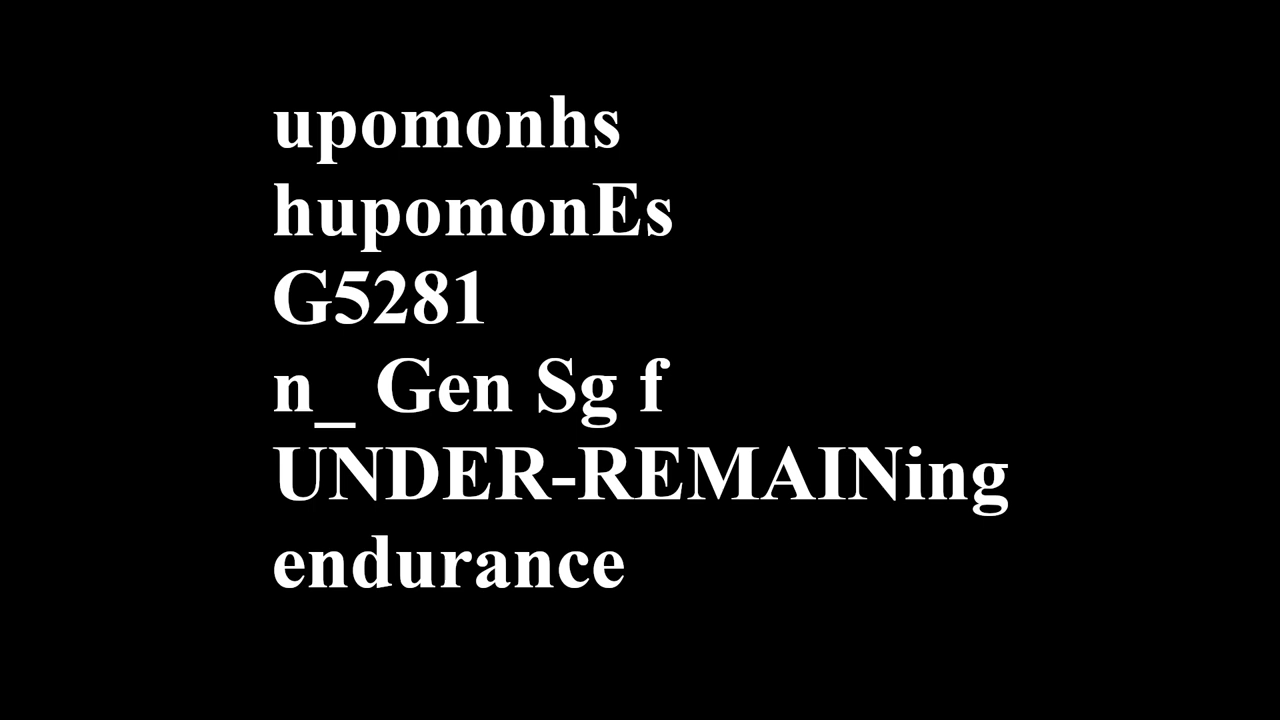 upomonhs
hupomonEs
G5281
n_ Gen Sg f
UNDER-REMAINing
endurance